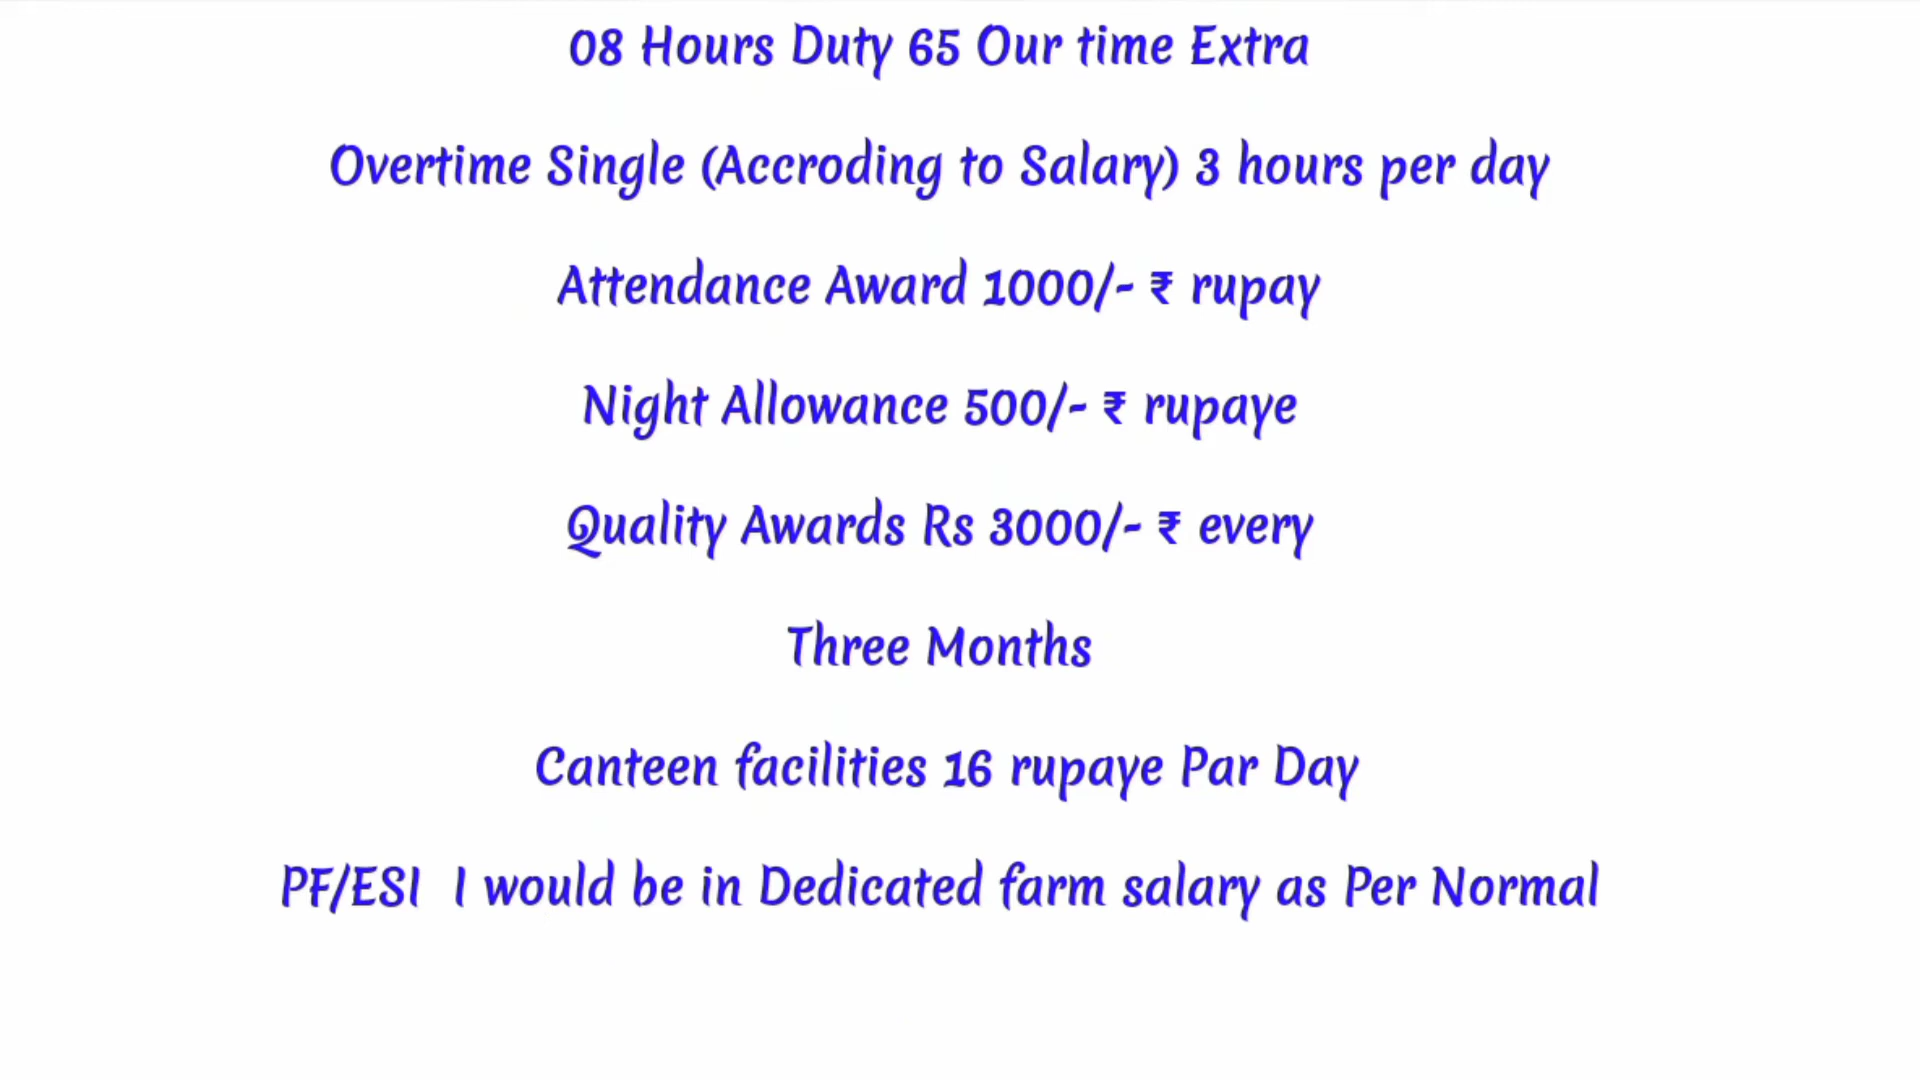 08 Hours Duty 65 Our time Extra
Overtime Single (Accroding to Salary) 3 hours per day
Attendance Award 1000/- ₹ rupay
Night Allowance 500/- ₹ rupaye
Quality Awards Rs 3000/- ₹ every
Three Months
Canteen facilities 16 rupaye Par Day
PF/ESI I would be in Dedicated farm salary as Per Normal